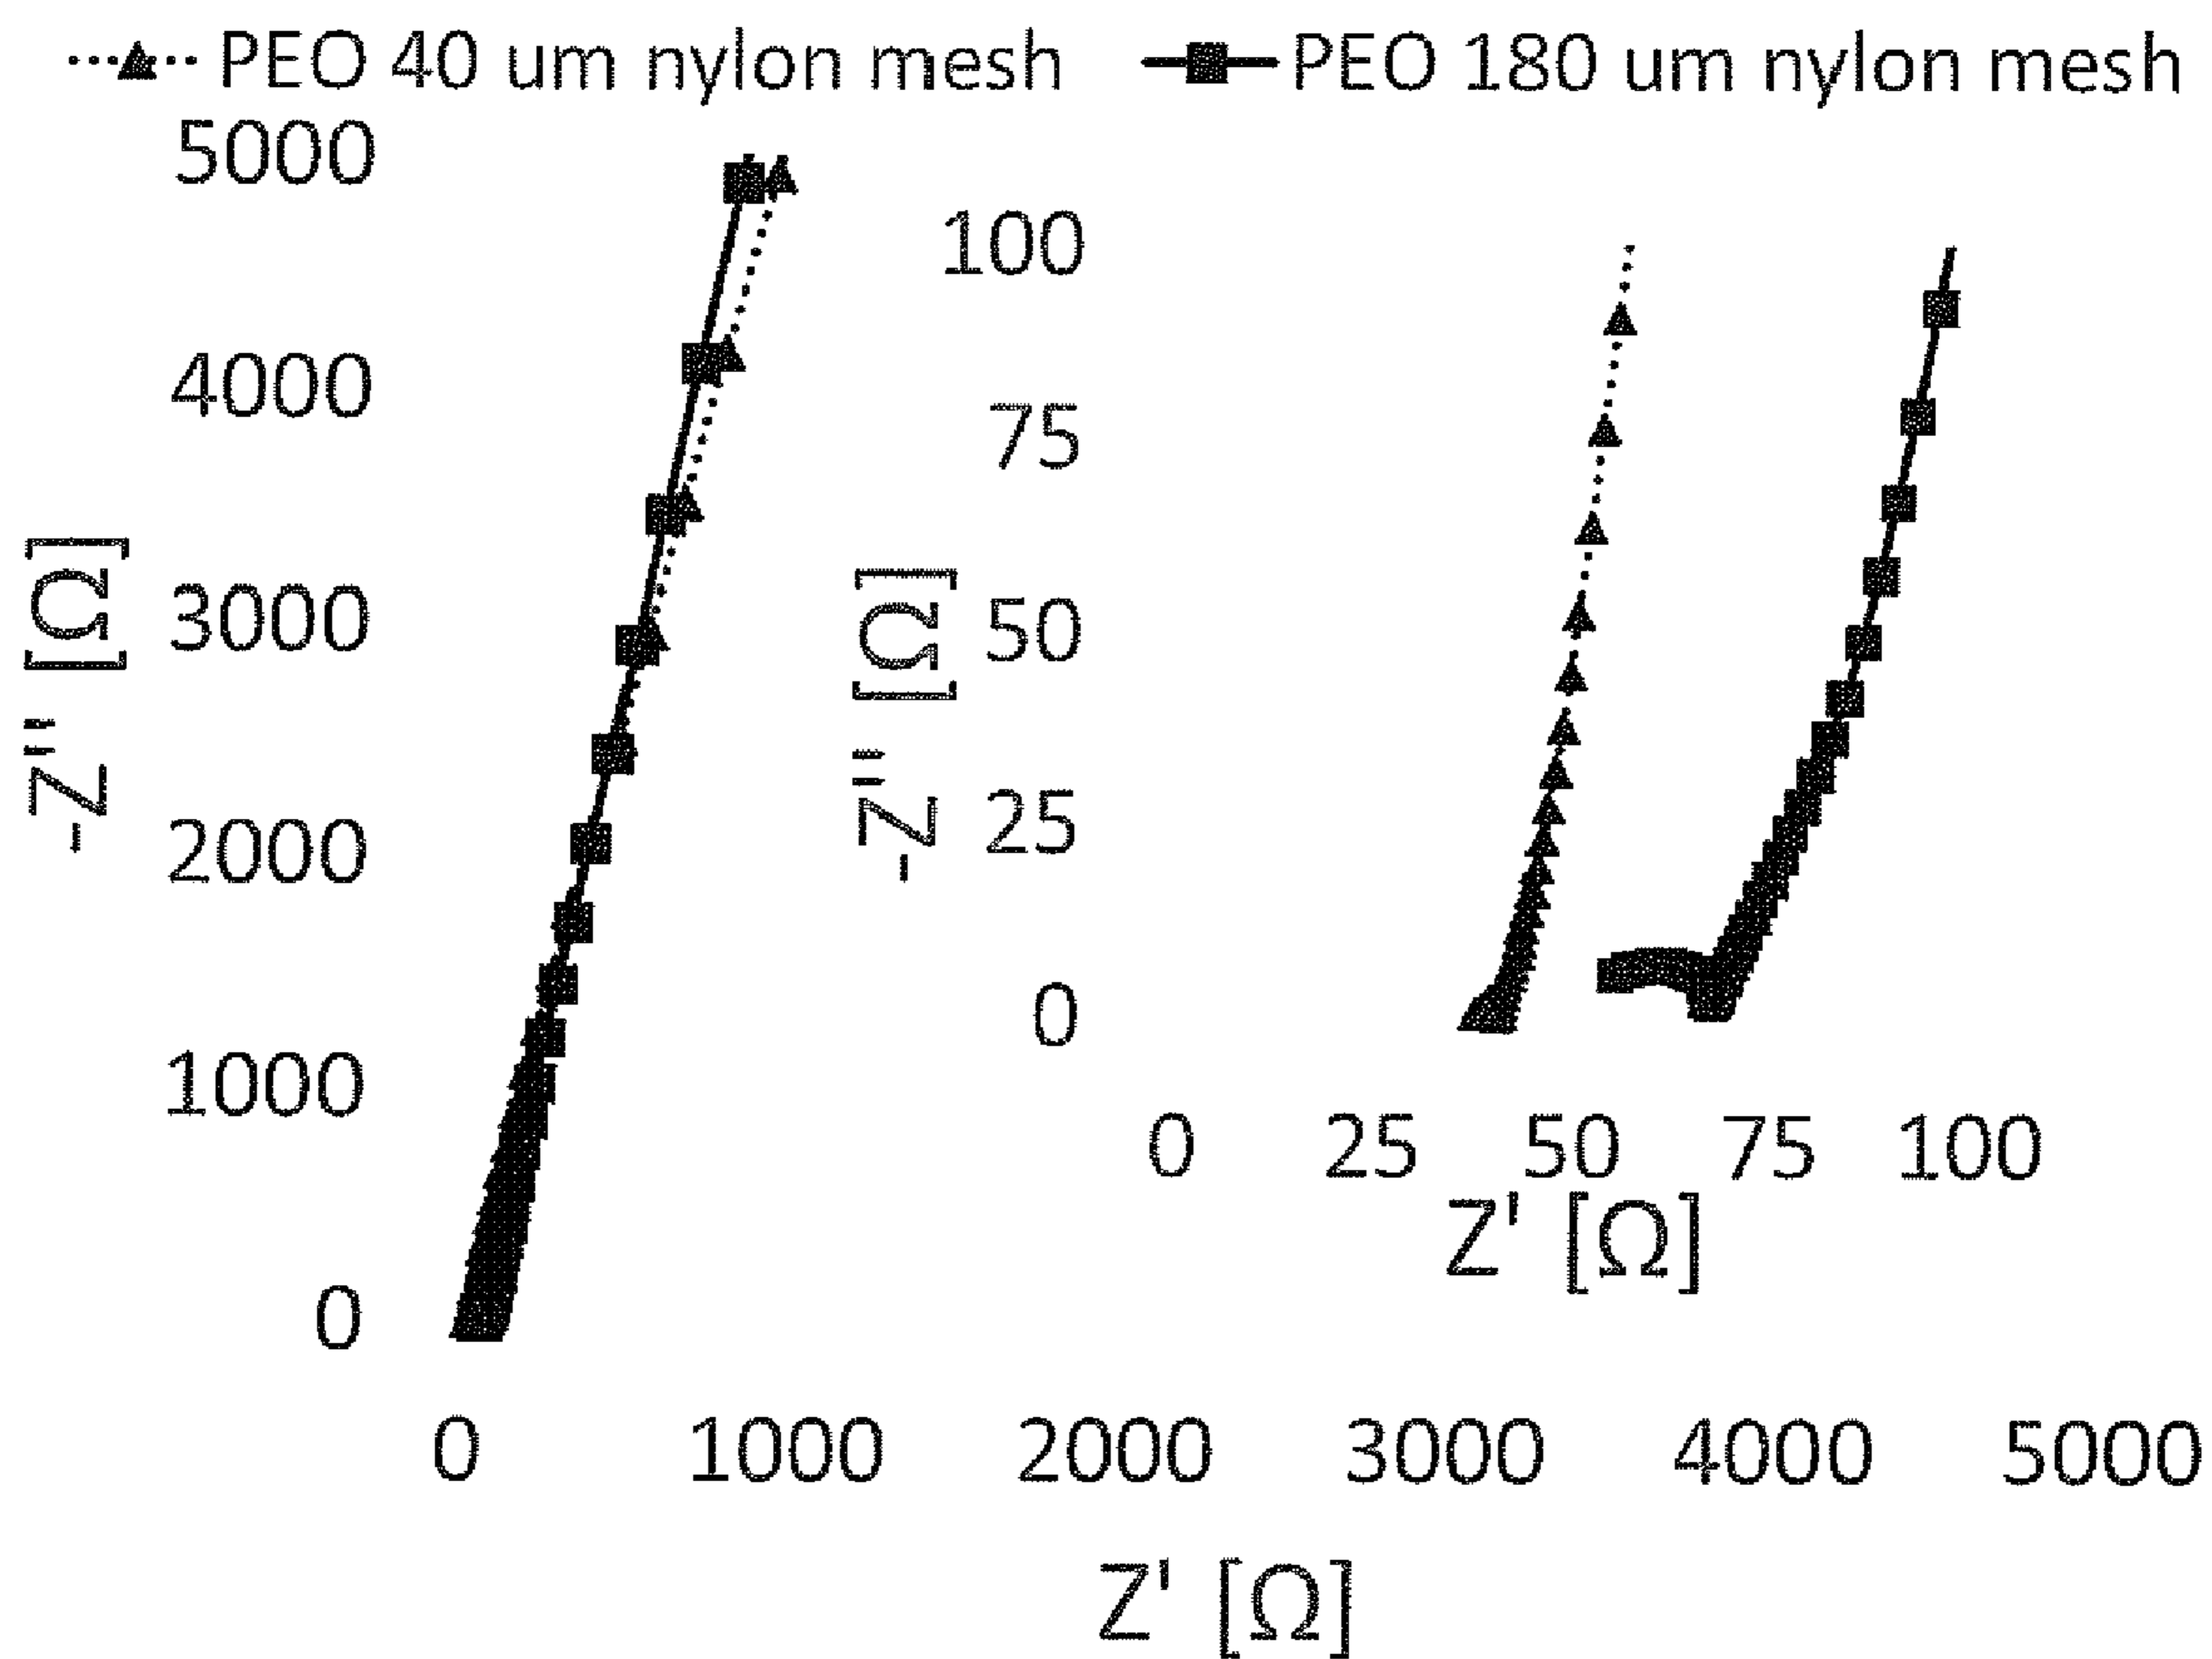 PEO 40 um nylon mesh PEO 180 um nylon mesh
5000
4000
3000
2000
1000
0
-Z'' [Ω]
0 1000 2000 3000 4000 5000
Z' [Ω]
100
75
50
25
0
-Z'' [Ω]
0 25 50 75 100
Z' [Ω]